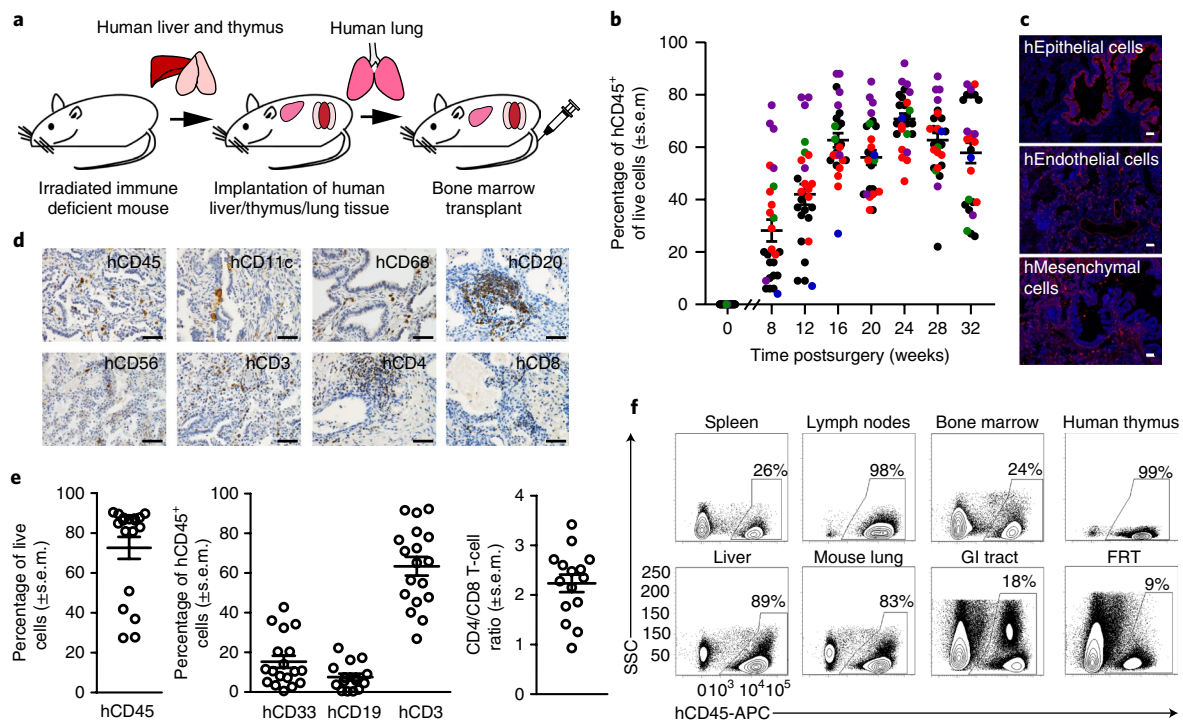 a
Human liver and thymus
Human lung
Irradiated immune
deficient mouse
Implantation of human
liver/thymus/lung tissue
Bone marrow
transplant
b
Percentage of hCD45+
of live cells (±s.e.m)
100
80
60
40
20
0
0
8
12
16
20
24
28
32
Time postsurgery (weeks)
c
hEpithelial cells
hEndothelial cells
hMesenchymal
cells
d
hCD45
hCD11c
hCD68
hCD20
hCD56
hCD3
hCD4
hCD8
e
Percentage of live
cells (±s.e.m.)
100
80
60
40
20
0
hCD45
Percentage of hCD45+
cells (±s.e.m.)
100
80
60
40
20
0
hCD33
hCD19
hCD3
CD4/CD8 T-cell
ratio (±s.e.m.)
4
3
2
1
0
f
Spleen
26%
Lymph nodes
98%
Bone marrow
24%
Human thymus
99%
Liver
89%
Mouse lung
83%
GI tract
18%
FRT
9%
SSC
250
200
150
100
50
0 10³ 10⁴ 10⁵
hCD45-APC